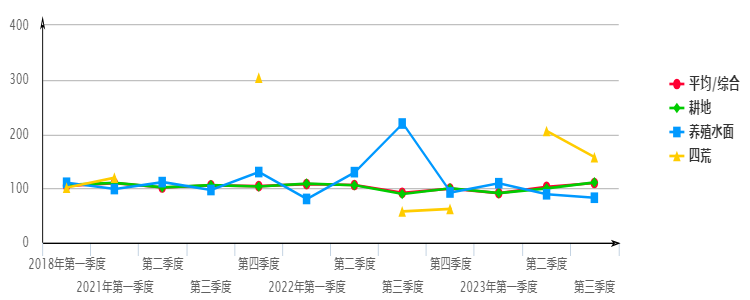 400
300
200
100
0
2018年第一季度
2021年第一季度
第二季度
第三季度
第四季度
2022年第一季度
第二季度
第三季度
第四季度
2023年第一季度
第二季度
第三季度
平均/综合
耕地
养殖水面
四荒